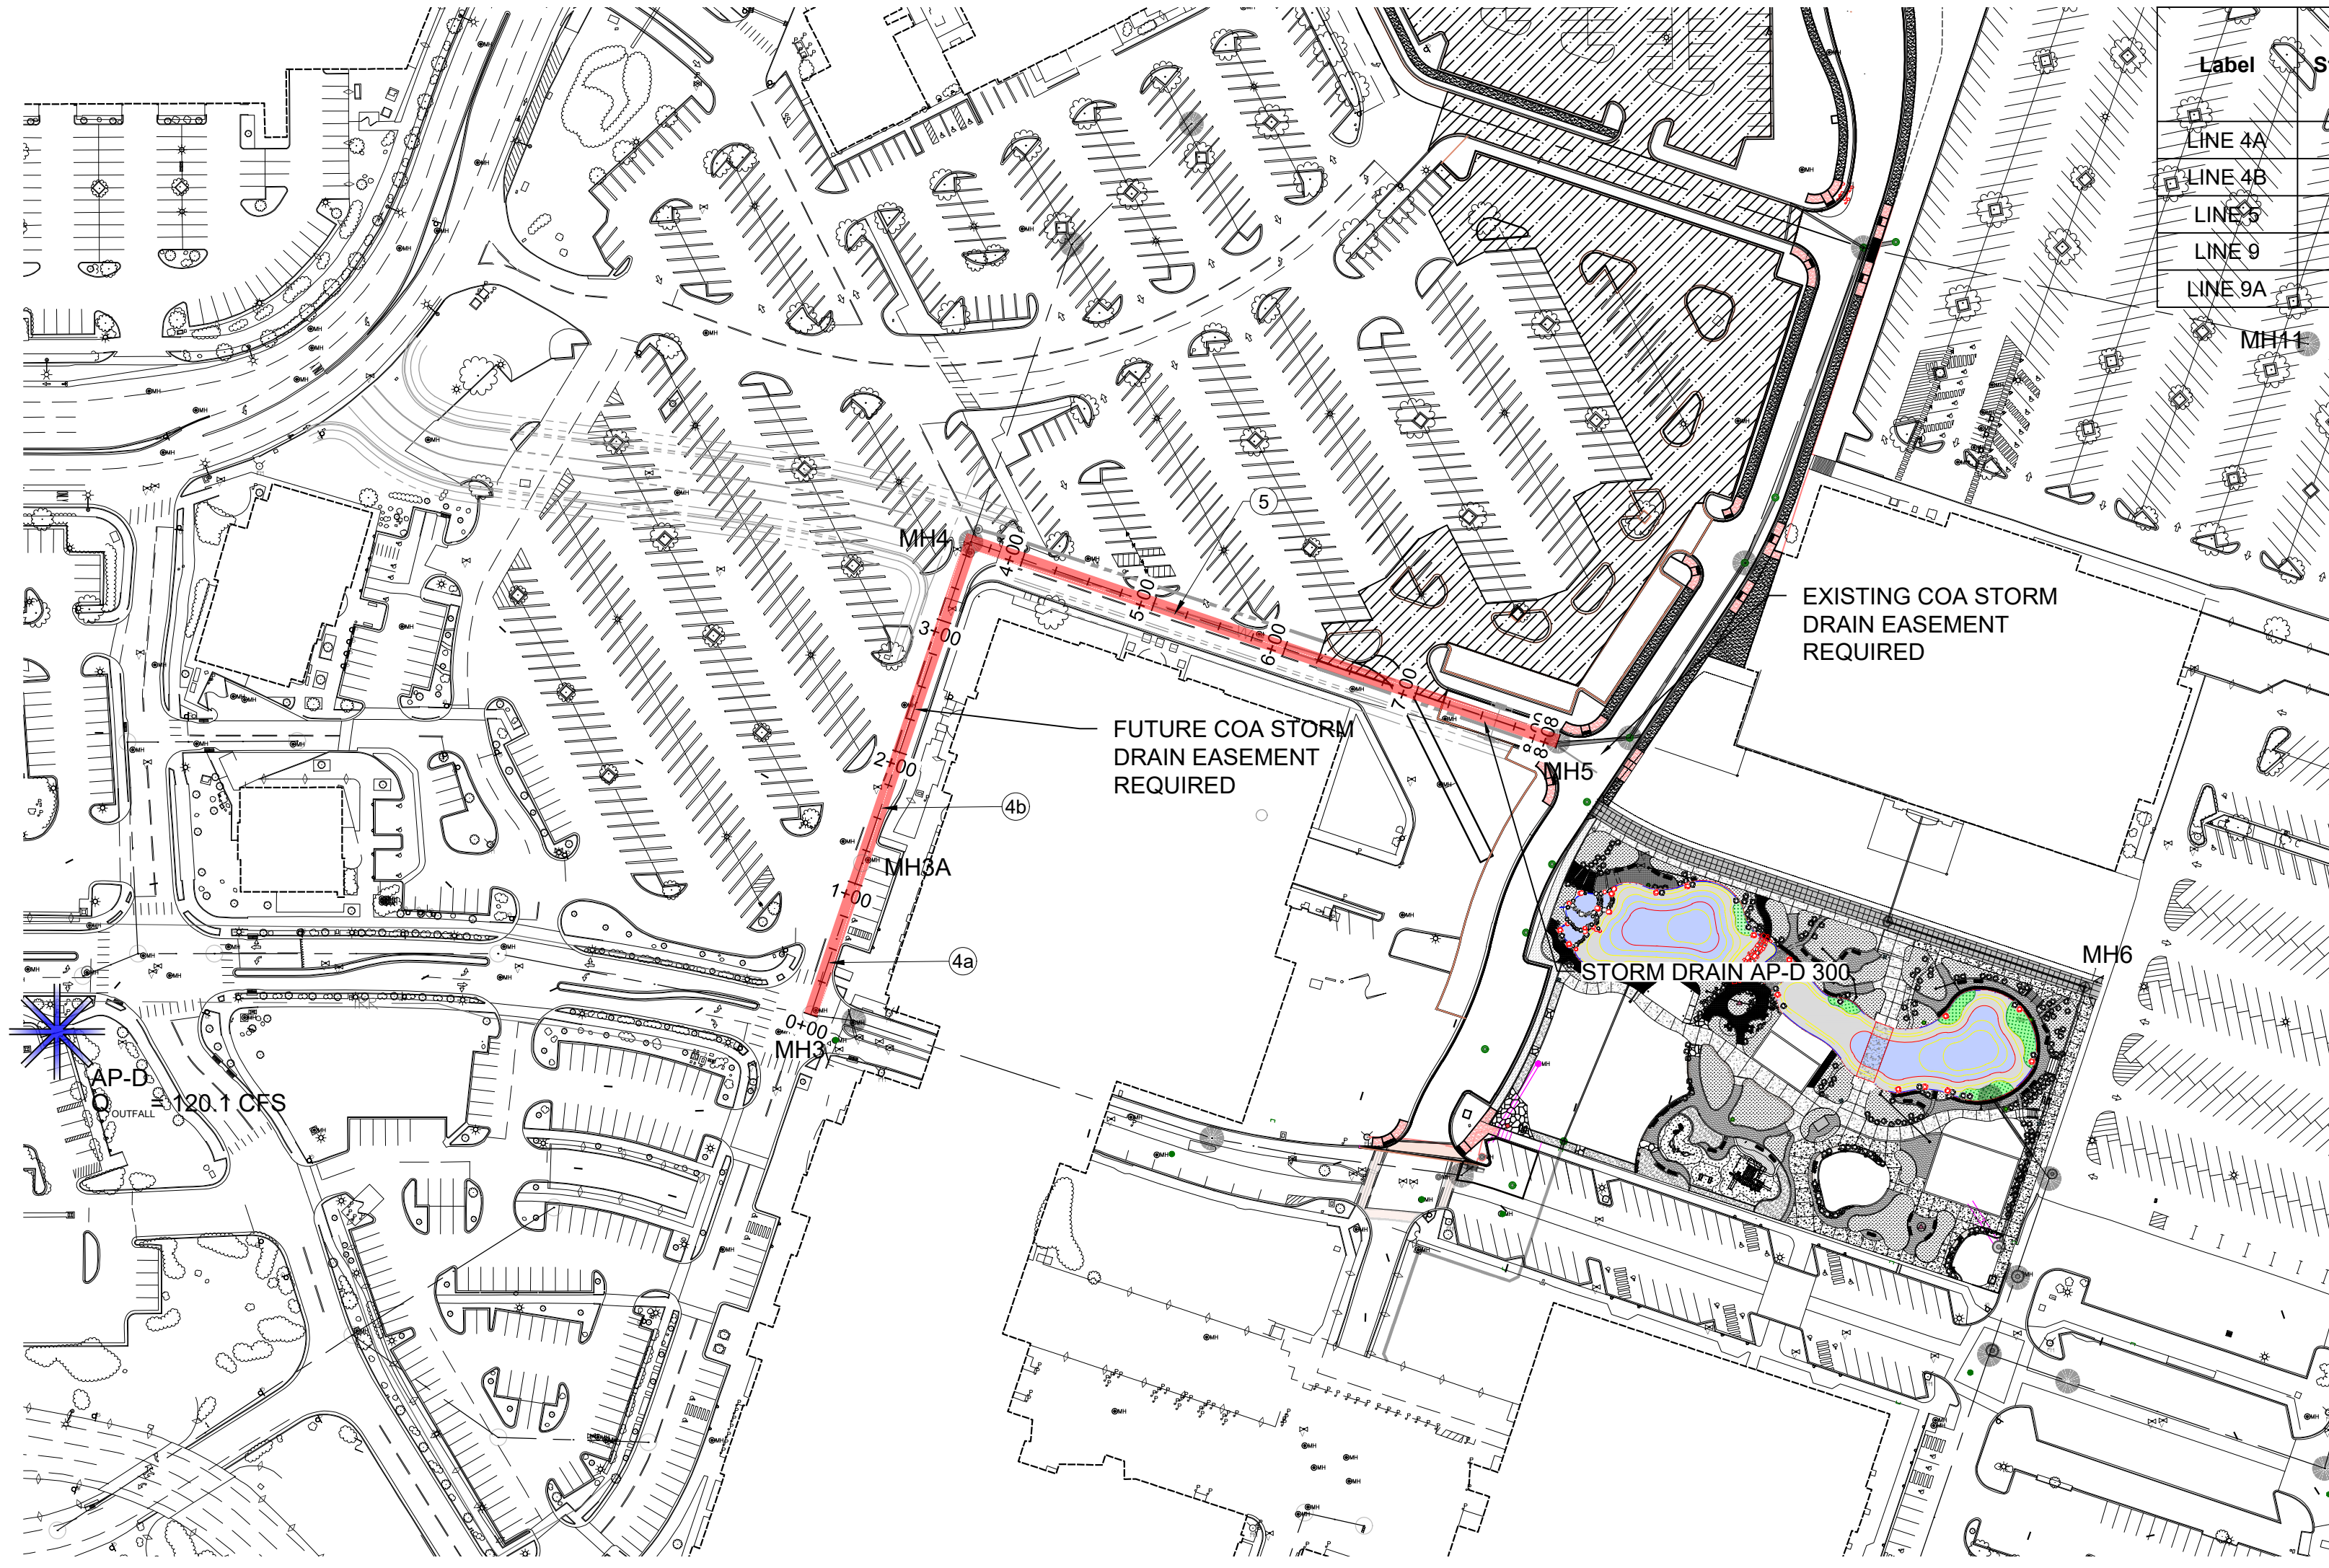 Label
LINE 4A
LINE 4B
LINE 5
LINE 9
LINE 9A
MH11
5
MH4
4+00
5+00
6+00
7+00
8+00
8+08
3+00
2+00
1+00
0+00
EXISTING COA STORM
DRAIN EASEMENT
REQUIRED
FUTURE COA STORM
DRAIN EASEMENT
REQUIRED
MH5
4b
MH3A
4a
MH3
MH6
STORM DRAIN AP-D 300
AP-D
Q OUTFALL = 120.1 CFS